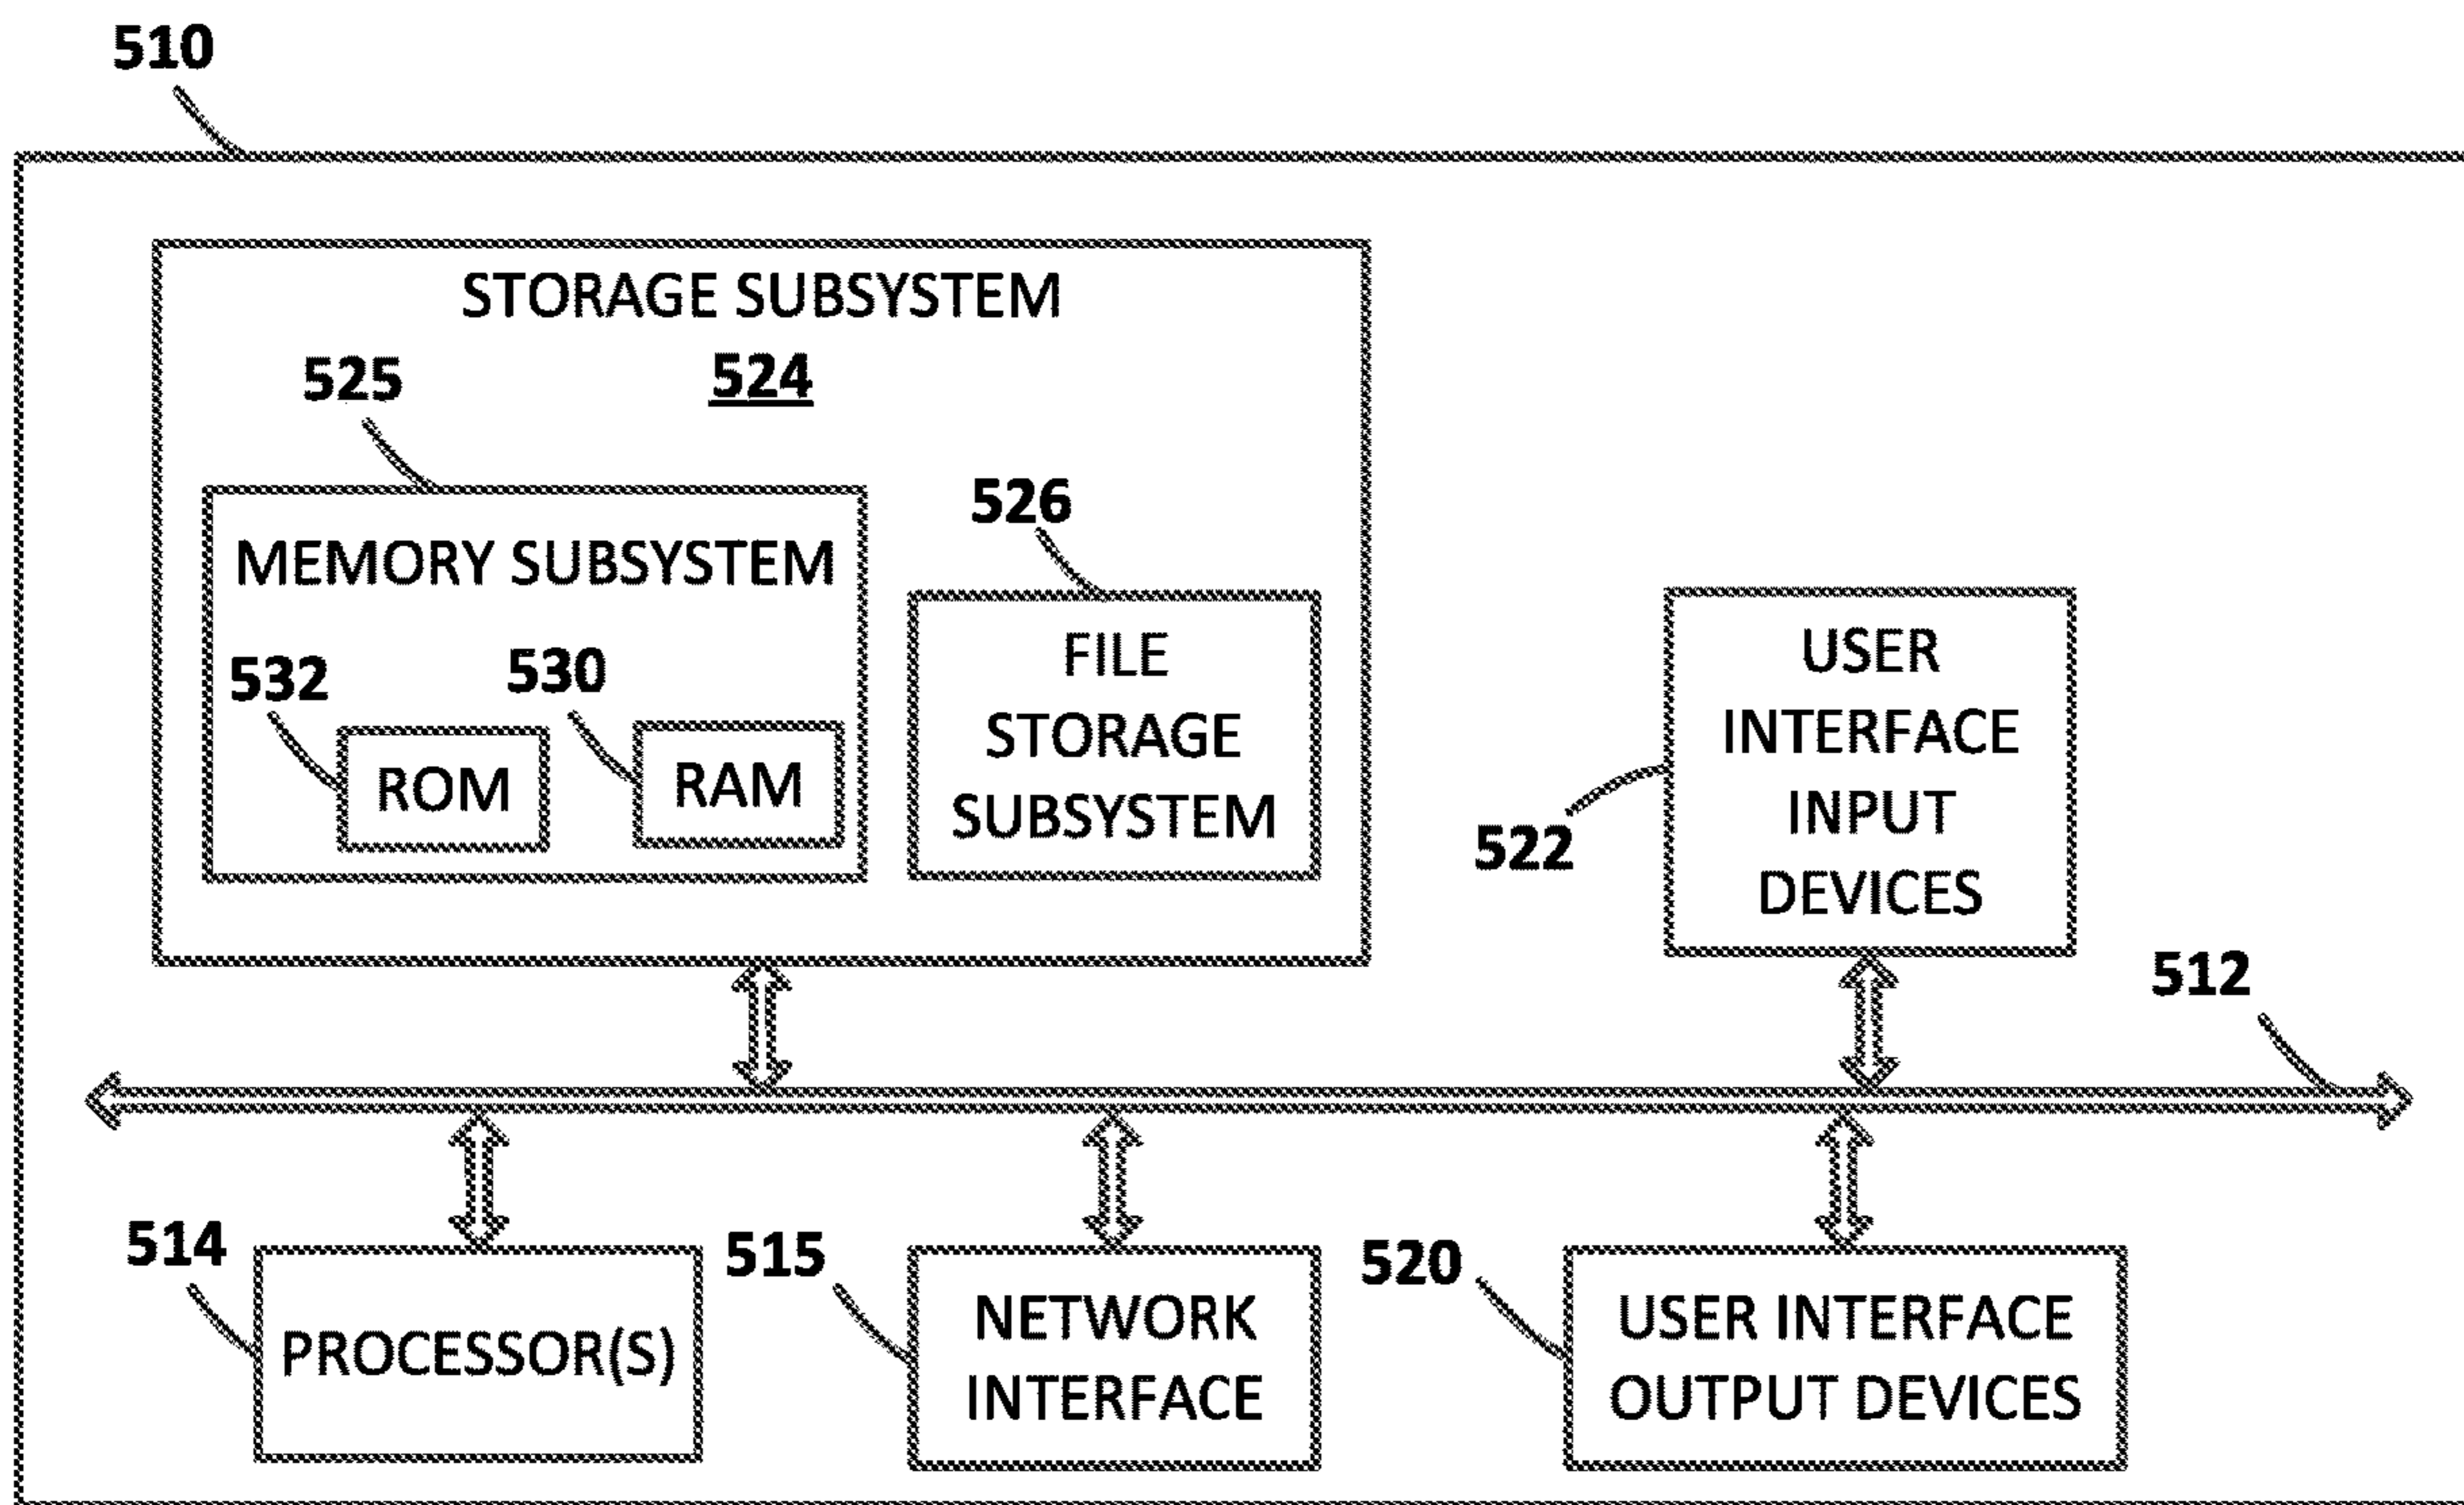 510
STORAGE SUBSYSTEM
524
525
MEMORY SUBSYSTEM
532
ROM
530
RAM
526
FILE
STORAGE
SUBSYSTEM
522
USER
INTERFACE
INPUT
DEVICES
512
514
PROCESSOR(S)
515
NETWORK
INTERFACE
520
USER INTERFACE
OUTPUT DEVICES